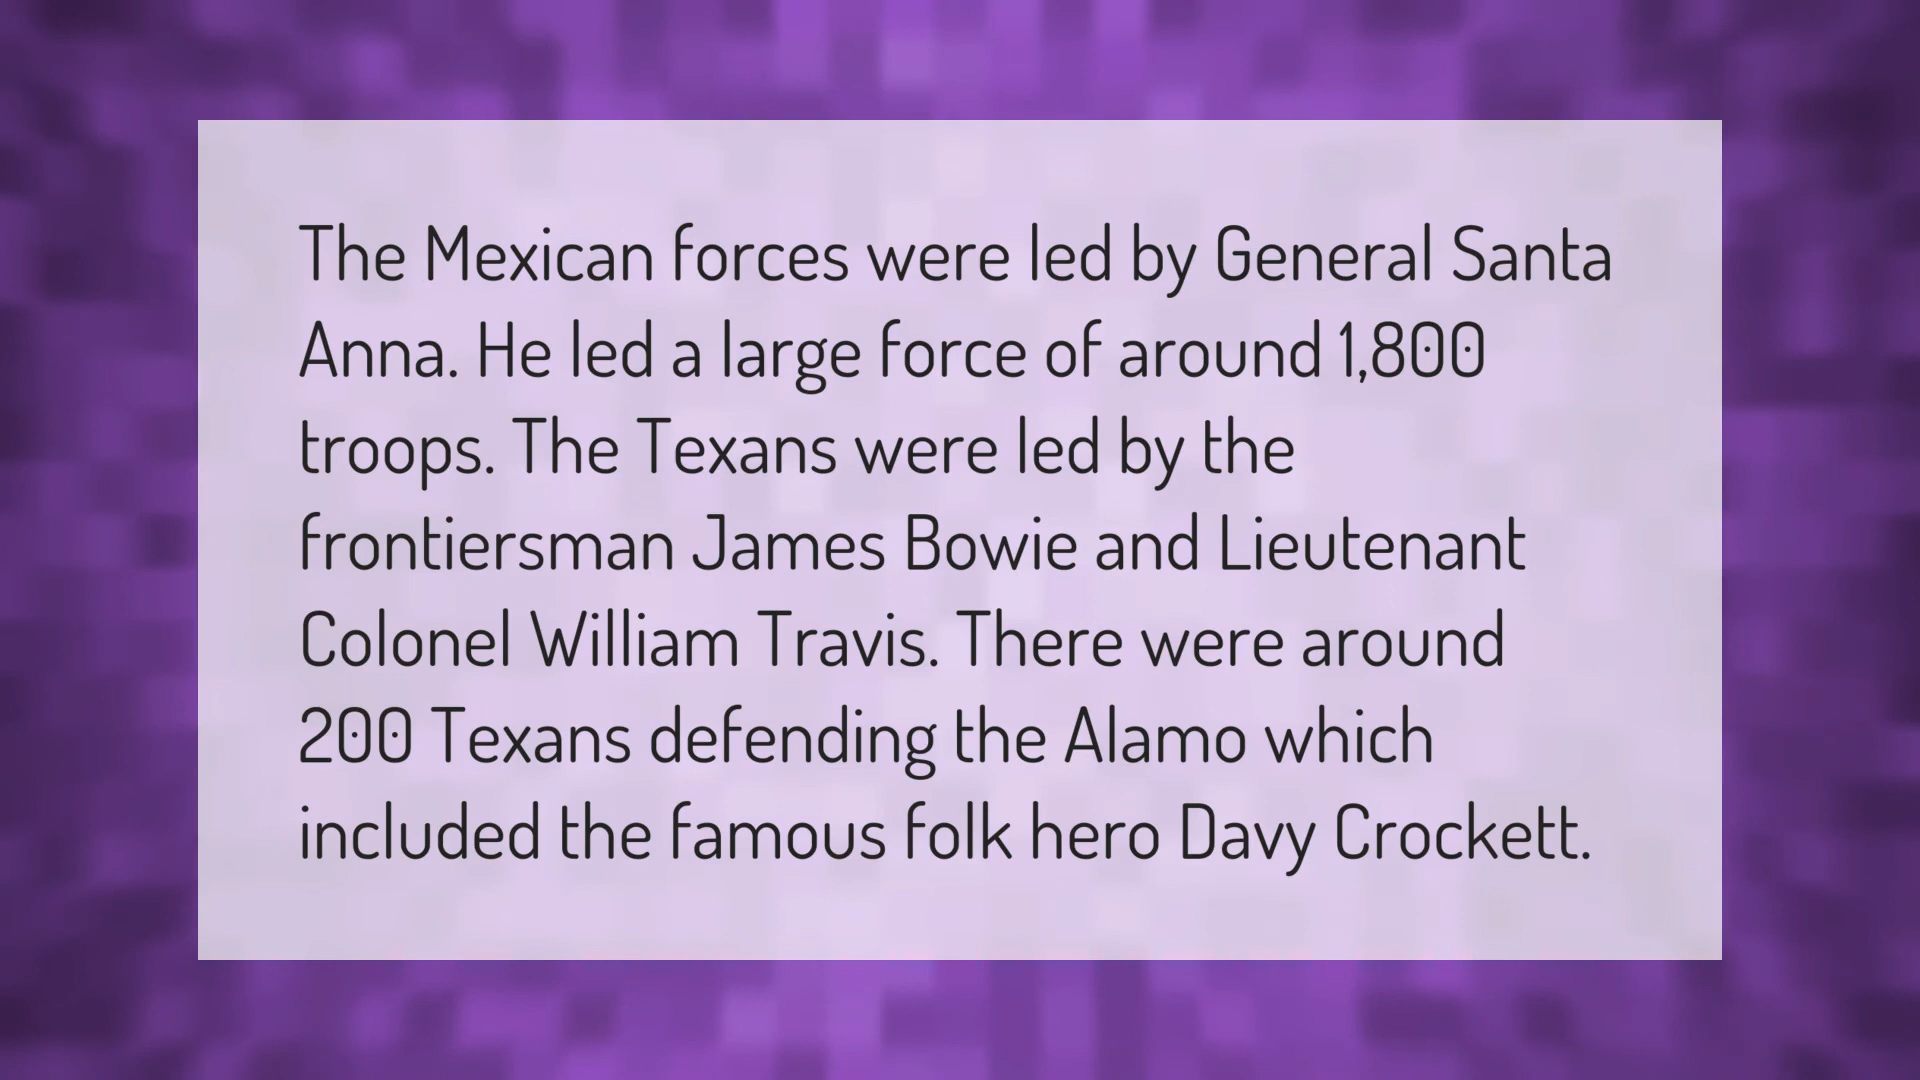 The Mexican forces were led by General Santa
Anna. He led a large force of around 1,800
troops. The Texans were led by the
frontiersman James Bowie and Lieutenant
Colonel William Travis. There were around
200 Texans defending the Alamo which
included the famous folk hero Davy Crockett.